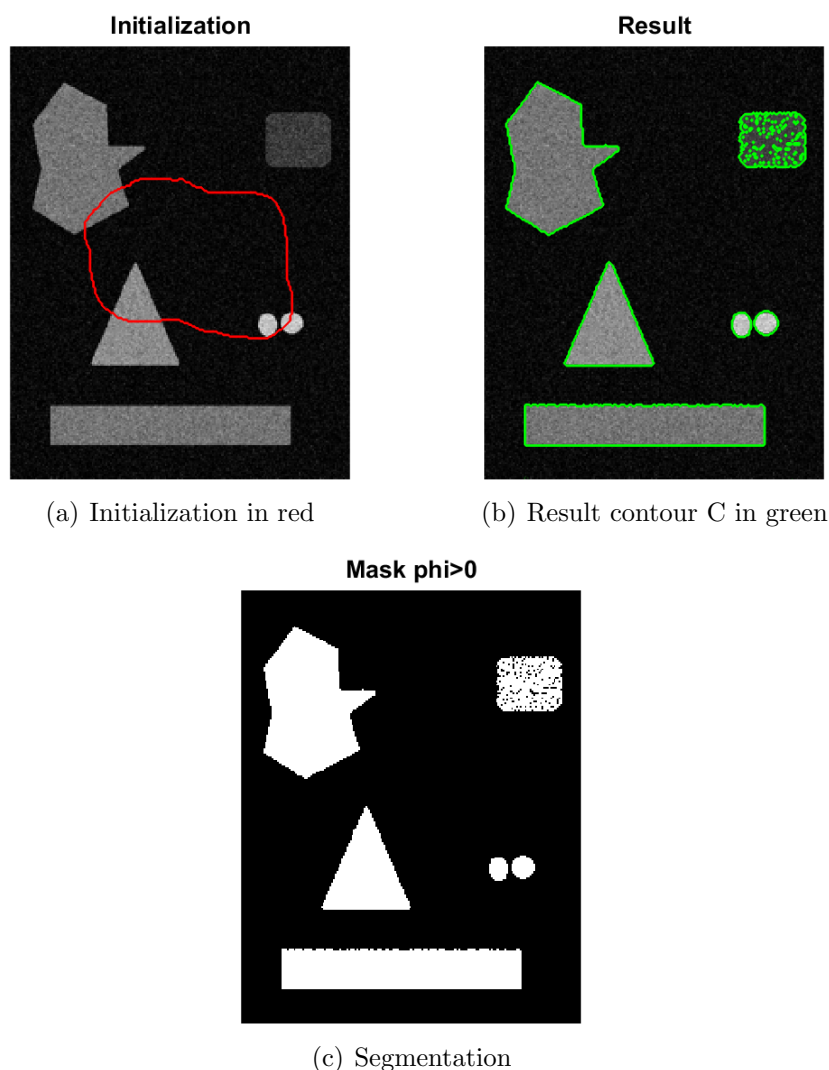 Initialization
Result
(a) Initialization in red
(b) Result contour C in green
Mask phi>0
(c) Segmentation